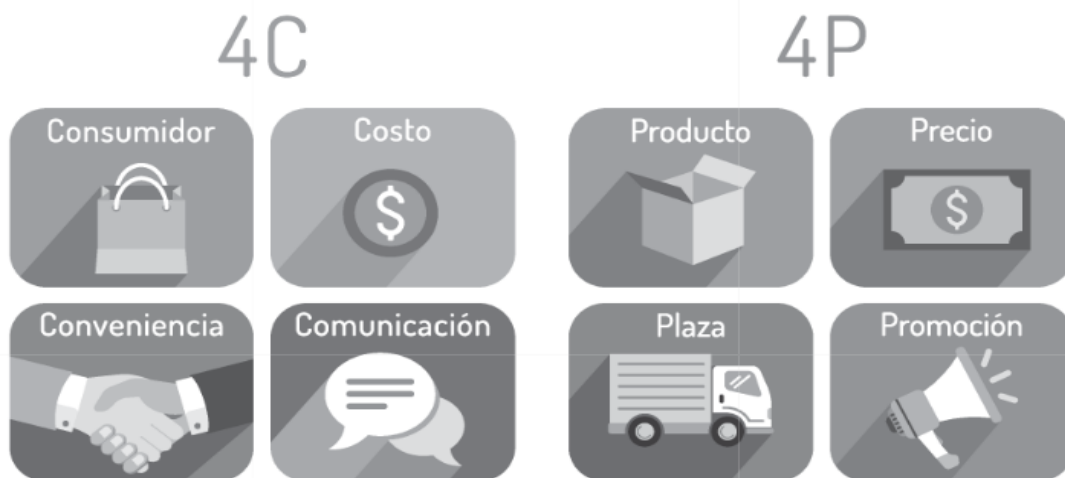 4C
4P
Consumidor
Costo
Producto
Precio
$
$
Conveniencia
Comunicación
Plaza
Promoción